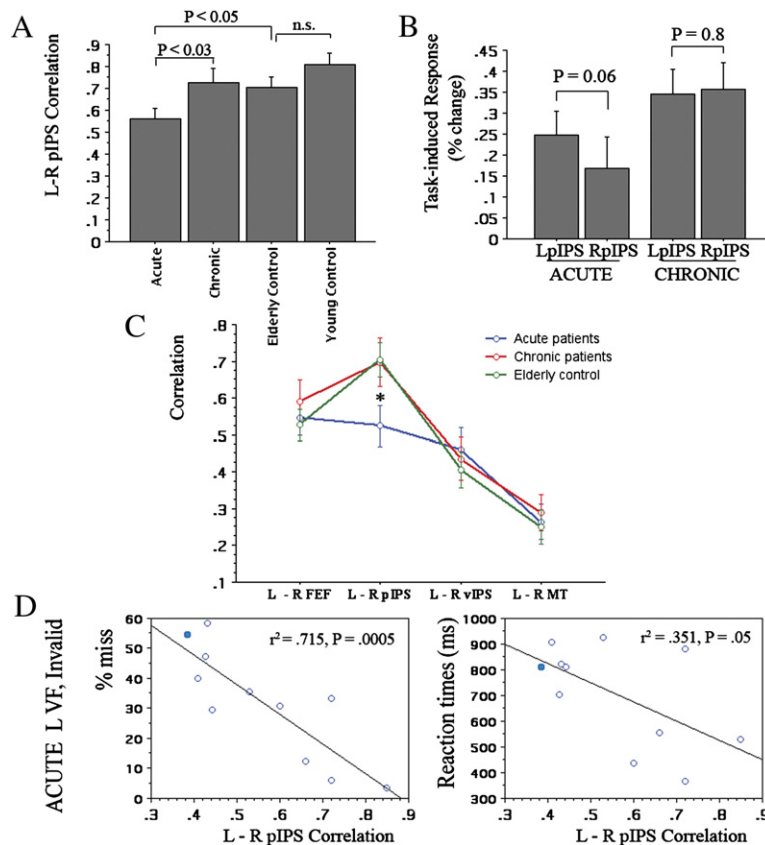 A
P < 0.05
n.s.
P < 0.03
L-R pIPS Correlation
.9
.8
.7
.6
.5
.4
.3
.2
.1
0
Acute
Chronic
Elderly Control
Young Control
B
P = 0.8
P = 0.06
Task-induced Response
(% change)
.45
.4
.35
.3
.25
.2
.15
.1
.05
0
LpIPS RpIPS
LpIPS RpIPS
ACUTE
CHRONIC
C
Correlation
.8
.7
.6
.5
.4
.3
.2
.1
Acute patients
Chronic patients
Elderly control
*
L - R FEF
L - R pIPS
L - R vIPS
L - R MT
D
ACUTE L VF, Invalid
% miss
60
50
40
30
20
10
0
r² = .715, P = .0005
.3 .4 .5 .6 .7 .8 .9
L - R pIPS Correlation
Reaction times (ms)
1000
900
800
700
600
500
400
300
r² = .351, P = .05
.3 .4 .5 .6 .7 .8 .9
L - R pIPS Correlation